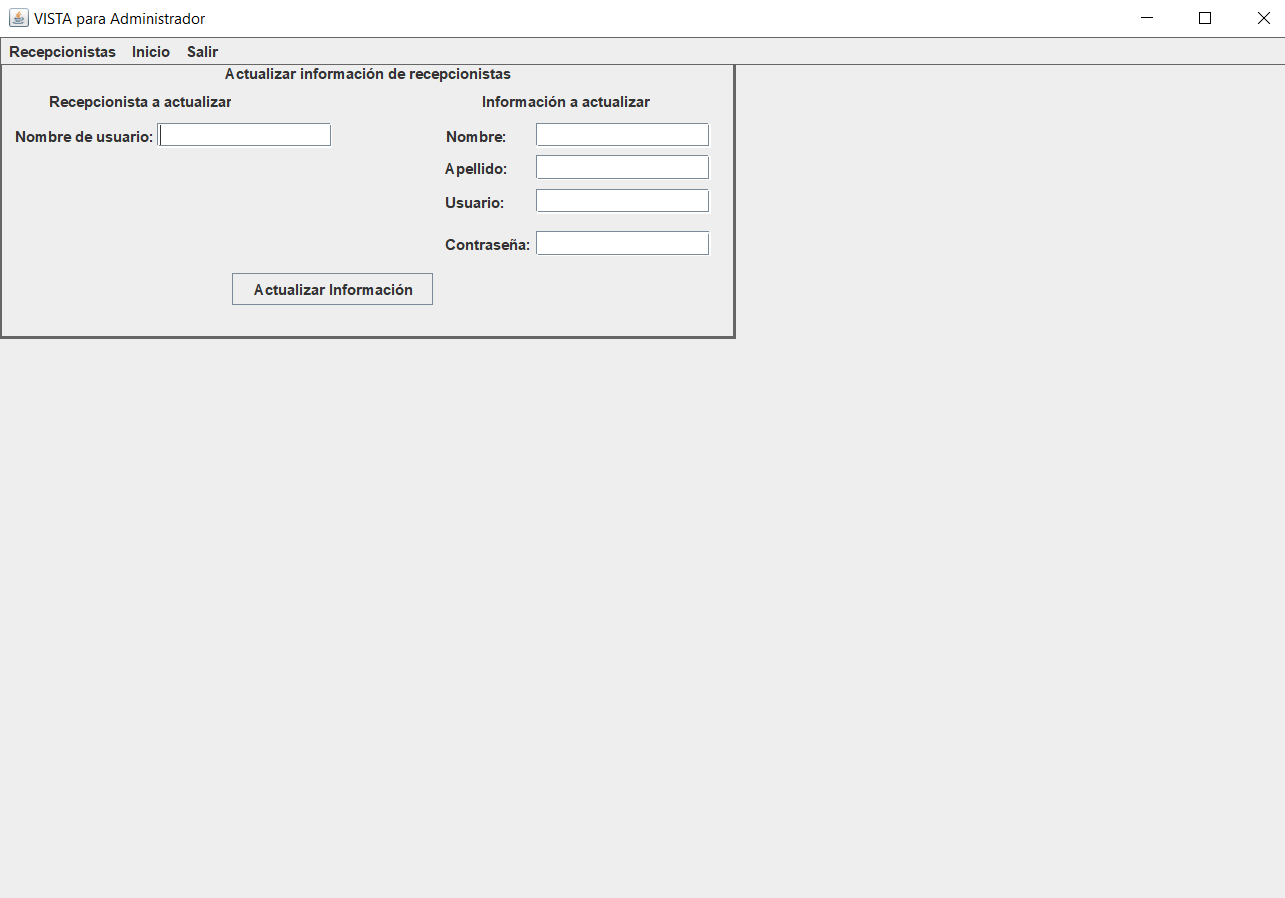 VISTA para Administrador
Recepcionistas Inicio Salir
Actualizar información de recepcionistas
Recepcionista a actualizar Información a actualizar
Nombre de usuario: Nombre:
Apellido:
Usuario:
Contraseña:
Actualizar Información